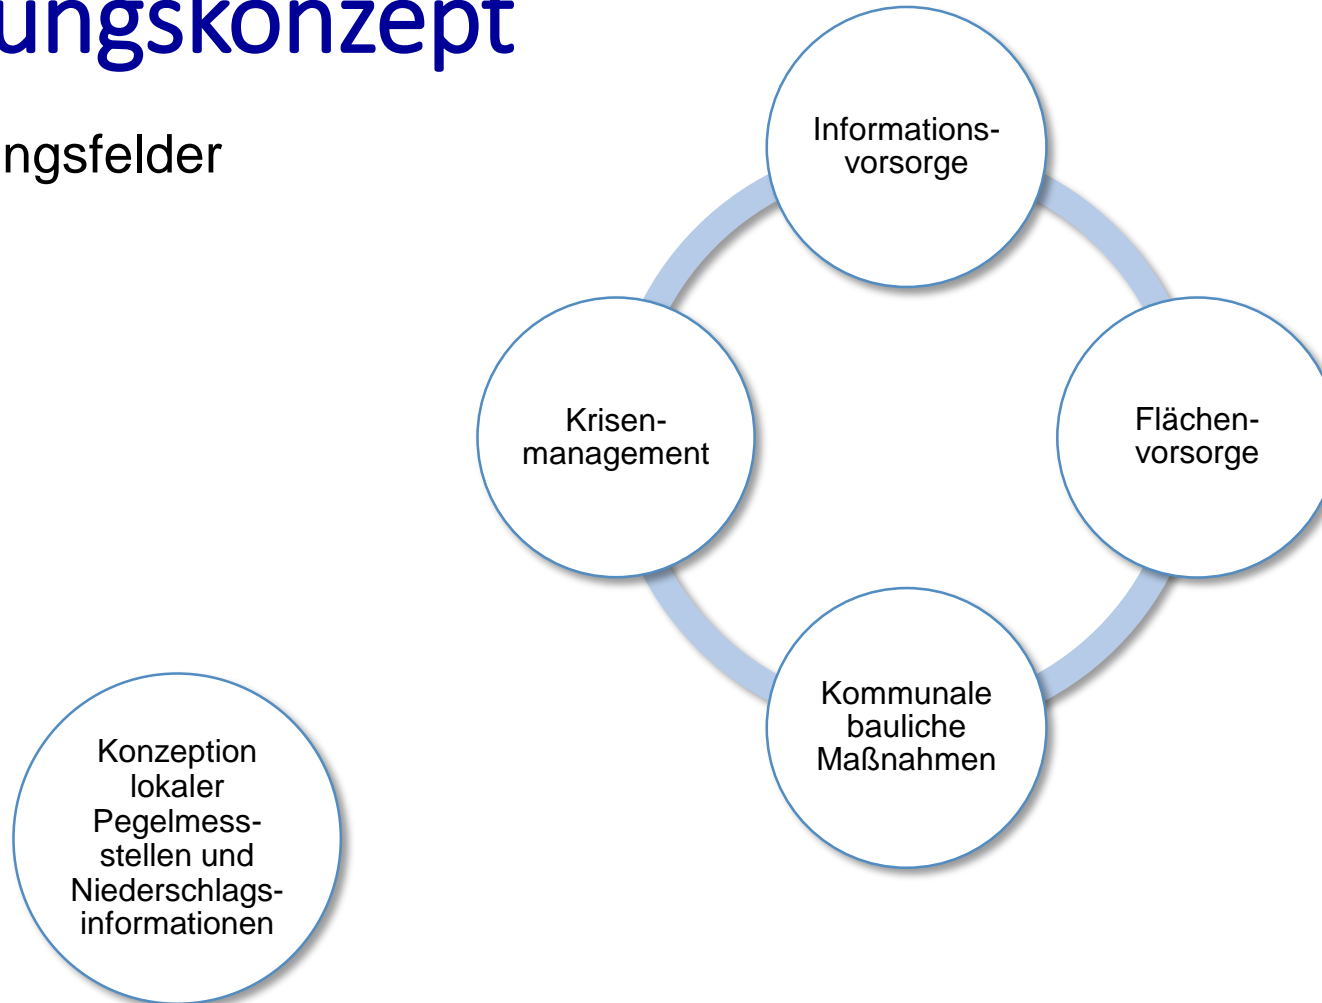 ungskonzept
ngsfelder
Informations-
vorsorge
Krisen-
management
Flächen-
vorsorge
Kommunale
bauliche
Maßnahmen
Konzeption
lokaler
Pegelmess-
stellen und
Niederschlags-
informationen